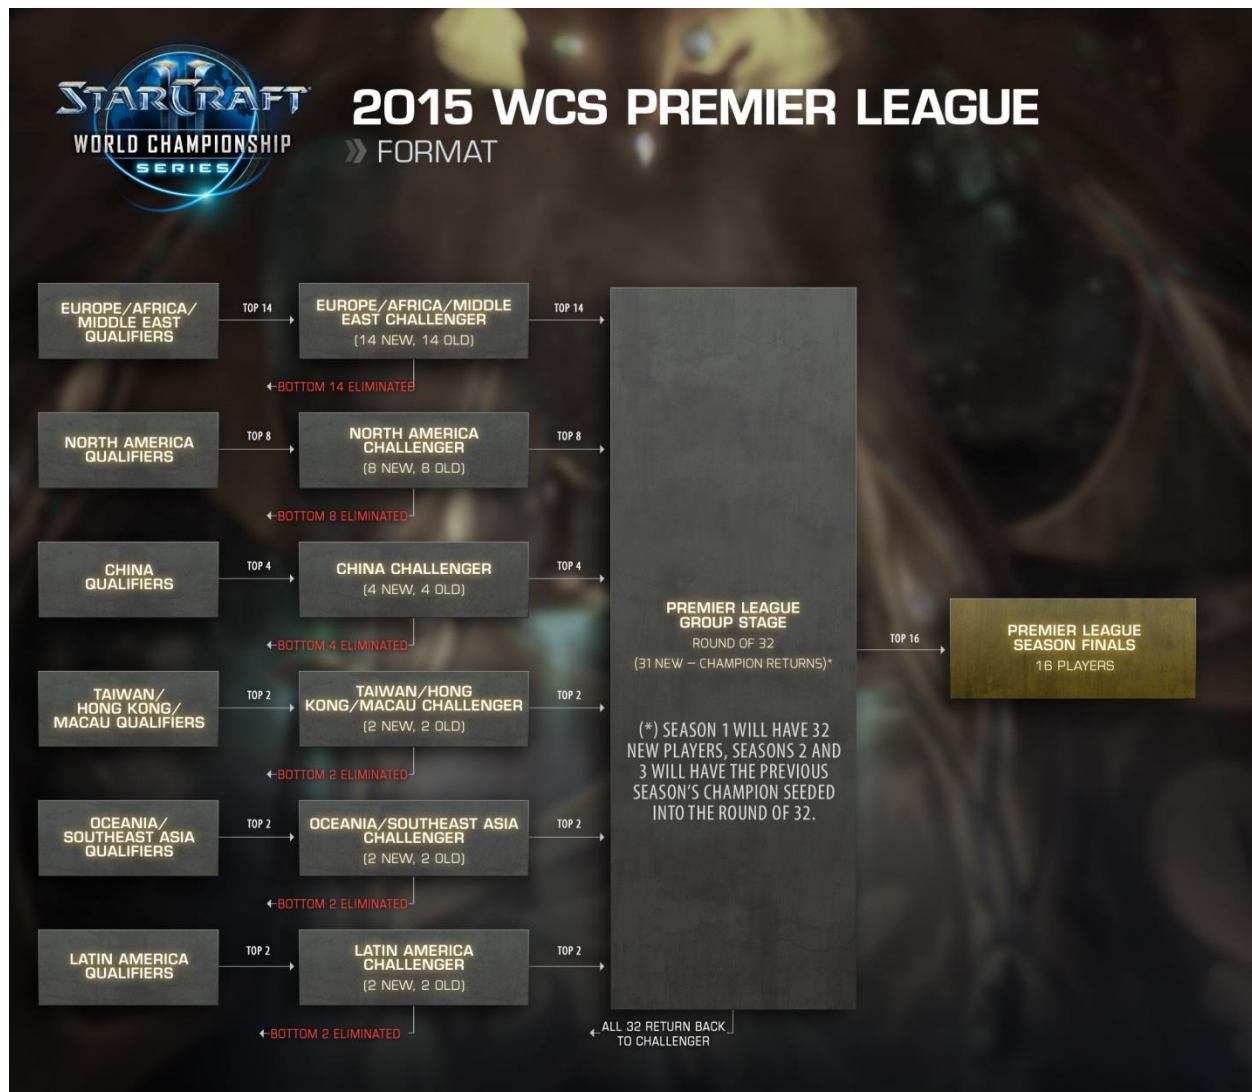 STARCRAFT
II
WORLD CHAMPIONSHIP
SERIES
2015 WCS PREMIER LEAGUE
FORMAT
EUROPE/AFRICA/
MIDDLE EAST
QUALIFIERS
TOP 14
EUROPE/AFRICA/MIDDLE
EAST CHALLENGER
(14 NEW, 14 OLD)
TOP 14
BOTTOM 14 ELIMINATED
NORTH AMERICA
QUALIFIERS
TOP 8
NORTH AMERICA
CHALLENGER
(8 NEW, 8 OLD)
TOP 8
BOTTOM 8 ELIMINATED
CHINA
QUALIFIERS
TOP 4
CHINA CHALLENGER
(4 NEW, 4 OLD)
TOP 4
BOTTOM 4 ELIMINATED
TAIWAN/
HONG KONG/
MACAU QUALIFIERS
TOP 2
TAIWAN/HONG
KONG/MACAU CHALLENGER
(2 NEW, 2 OLD)
TOP 2
BOTTOM 2 ELIMINATED
OCEANIA/
SOUTHEAST ASIA
QUALIFIERS
TOP 2
OCEANIA/SOUTHEAST ASIA
CHALLENGER
(2 NEW, 2 OLD)
TOP 2
BOTTOM 2 ELIMINATED
LATIN AMERICA
QUALIFIERS
TOP 2
LATIN AMERICA
CHALLENGER
(2 NEW, 2 OLD)
TOP 2
BOTTOM 2 ELIMINATED
PREMIER LEAGUE
GROUP STAGE
ROUND OF 32
(31 NEW – CHAMPION RETURNS)*
(*) SEASON 1 WILL HAVE 32
NEW PLAYERS, SEASONS 2 AND
3 WILL HAVE THE PREVIOUS
SEASON'S CHAMPION SEEDED
INTO THE ROUND OF 32.
ALL 32 RETURN BACK
TO CHALLENGER
TOP 16
PREMIER LEAGUE
SEASON FINALS
16 PLAYERS